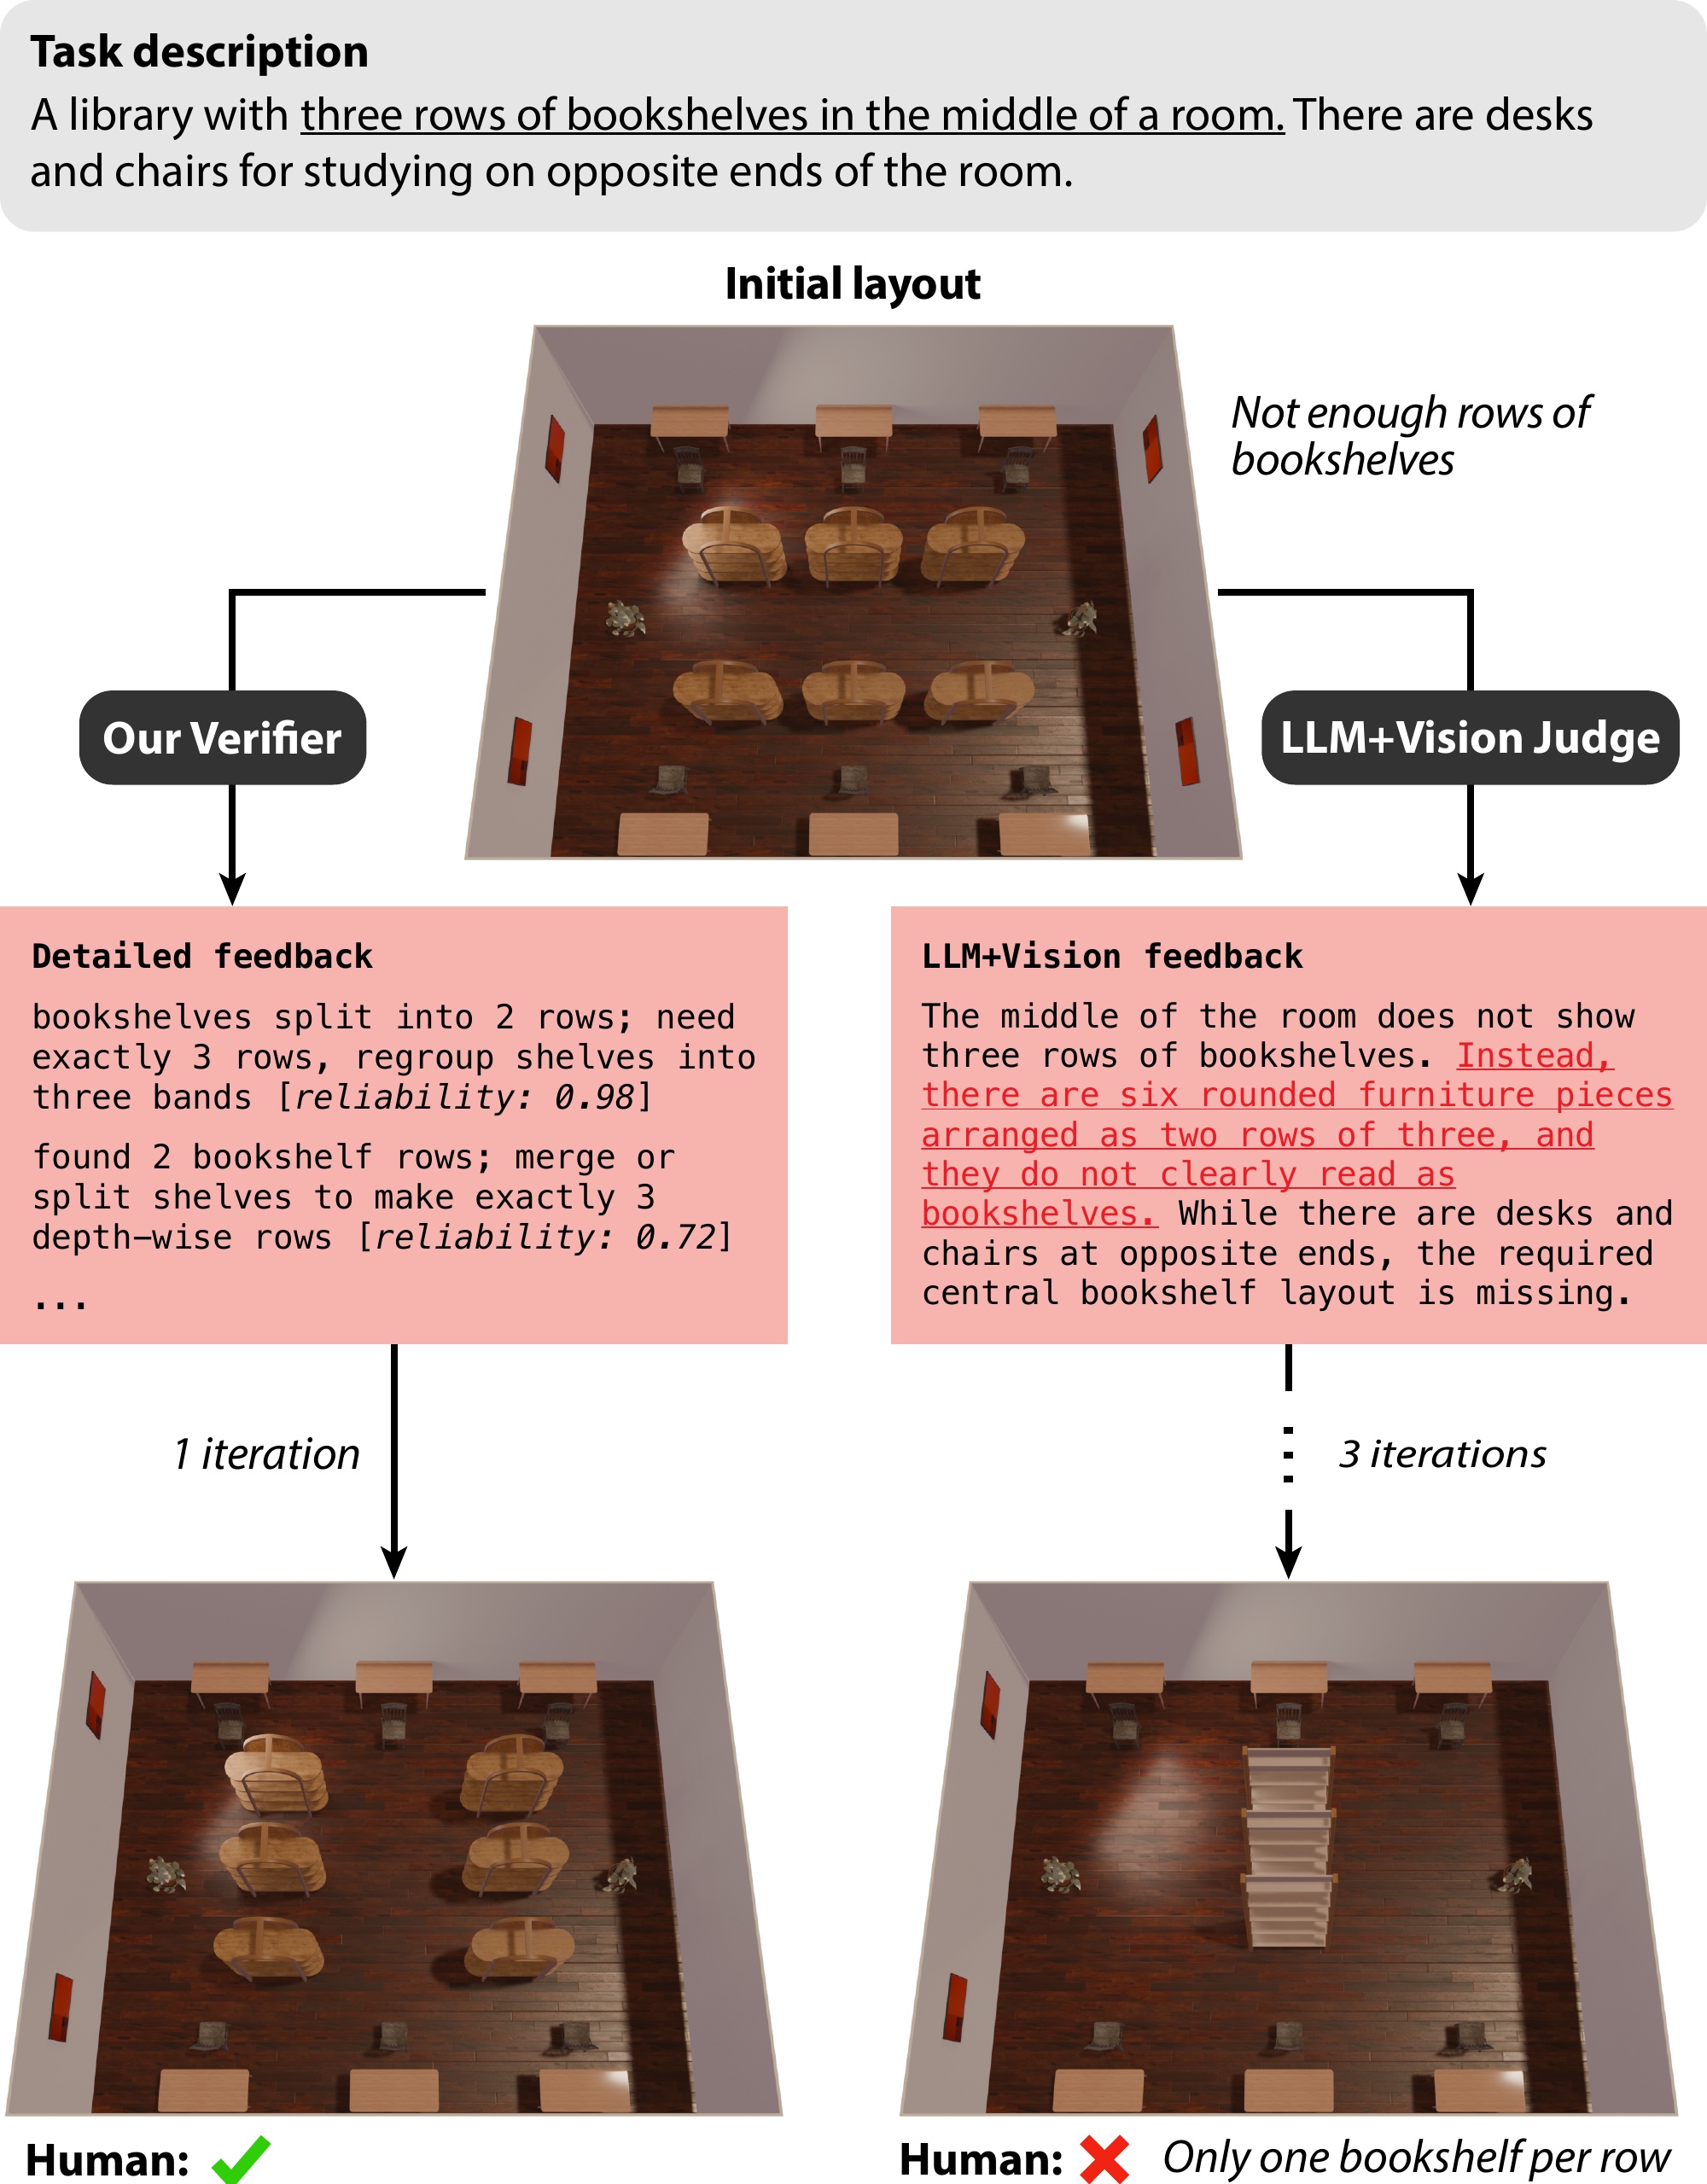 Task description
A library with three rows of bookshelves in the middle of a room. There are desks
and chairs for studying on opposite ends of the room.
Initial layout
Not enough rows of
bookshelves
Our Verifier
LLM+Vision Judge
Detailed feedback
bookshelves split into 2 rows; need
exactly 3 rows, regroup shelves into
three bands [reliability: 0.98]
found 2 bookshelf rows; merge or
split shelves to make exactly 3
depth-wise rows [reliability: 0.72]
...
LLM+Vision feedback
The middle of the room does not show
three rows of bookshelves. Instead,
there are six rounded furniture pieces
arranged as two rows of three, and
they do not clearly read as
bookshelves. While there are desks and
chairs at opposite ends, the required
central bookshelf layout is missing.
1 iteration
3 iterations
Human:
Human:
Only one bookshelf per row